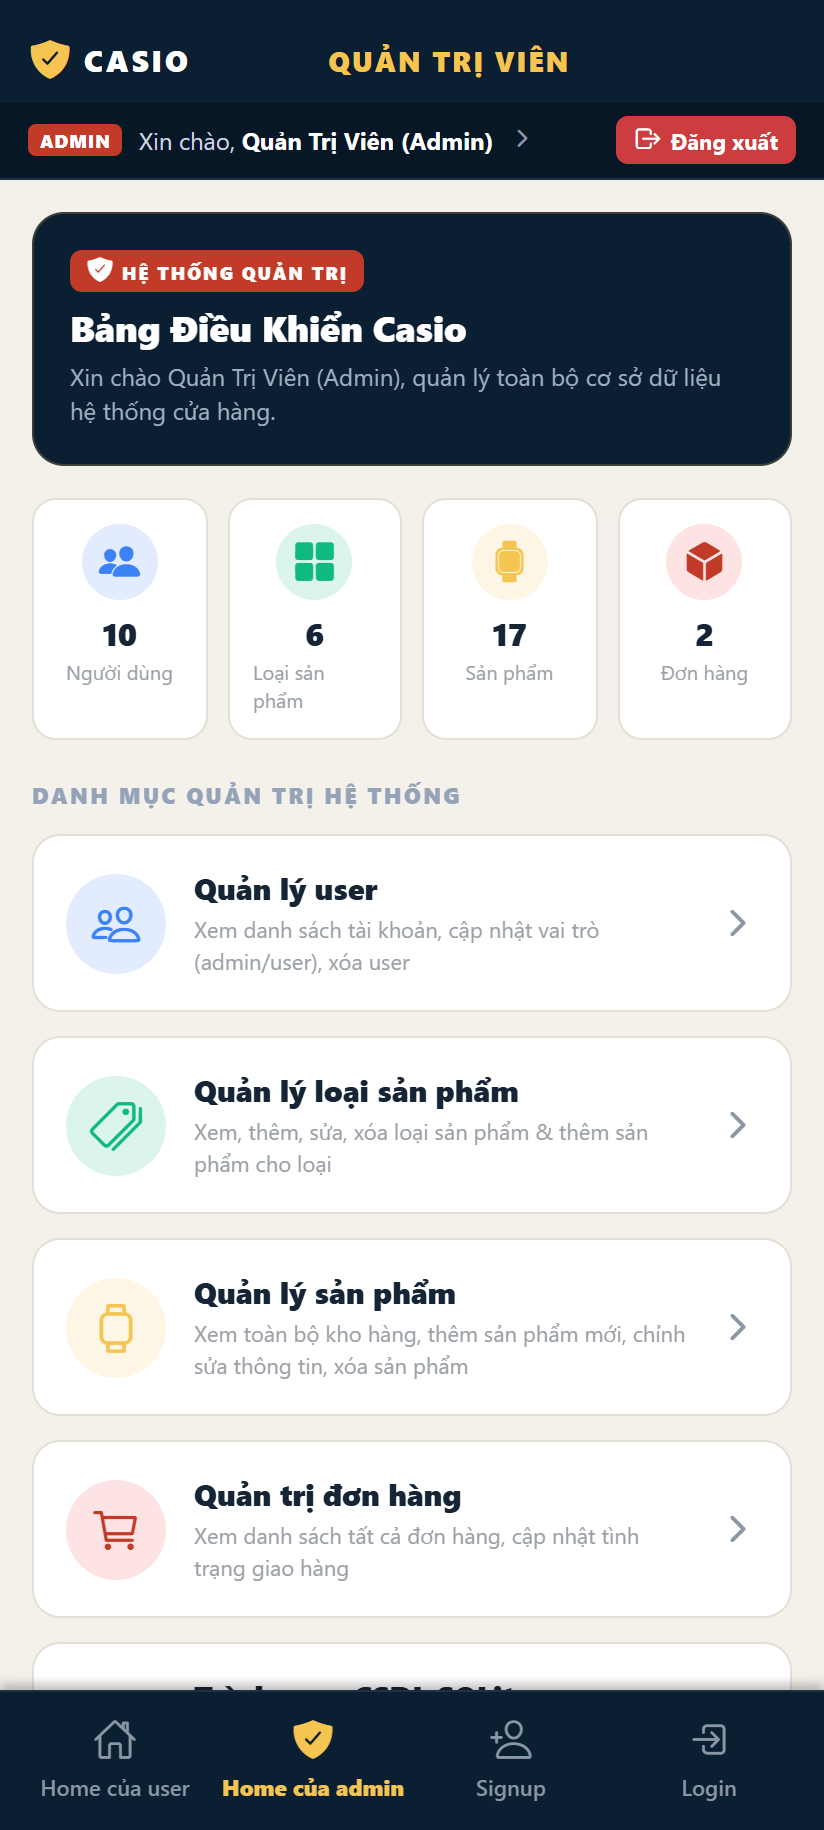 CASIO
QUẢN TRỊ VIÊN
ADMIN Xin chào, Quản Trị Viên (Admin)
Đăng xuất
HỆ THỐNG QUẢN TRỊ
Bảng Điều Khiển Casio
Xin chào Quản Trị Viên (Admin), quản lý toàn bộ cơ sở dữ liệu
hệ thống cửa hàng.
10
Người dùng
6
Loại sản
phẩm
17
Sản phẩm
2
Đơn hàng
DANH MỤC QUẢN TRỊ HỆ THỐNG
Quản lý user
Xem danh sách tài khoản, cập nhật vai trò
(admin/user), xóa user
Quản lý loại sản phẩm
Xem, thêm, sửa, xóa loại sản phẩm & thêm sản
phẩm cho loại
Quản lý sản phẩm
Xem toàn bộ kho hàng, thêm sản phẩm mới, chỉnh
sửa thông tin, xóa sản phẩm
Quản trị đơn hàng
Xem danh sách tất cả đơn hàng, cập nhật tình
trạng giao hàng
Home của user
Home của admin
Signup
Login